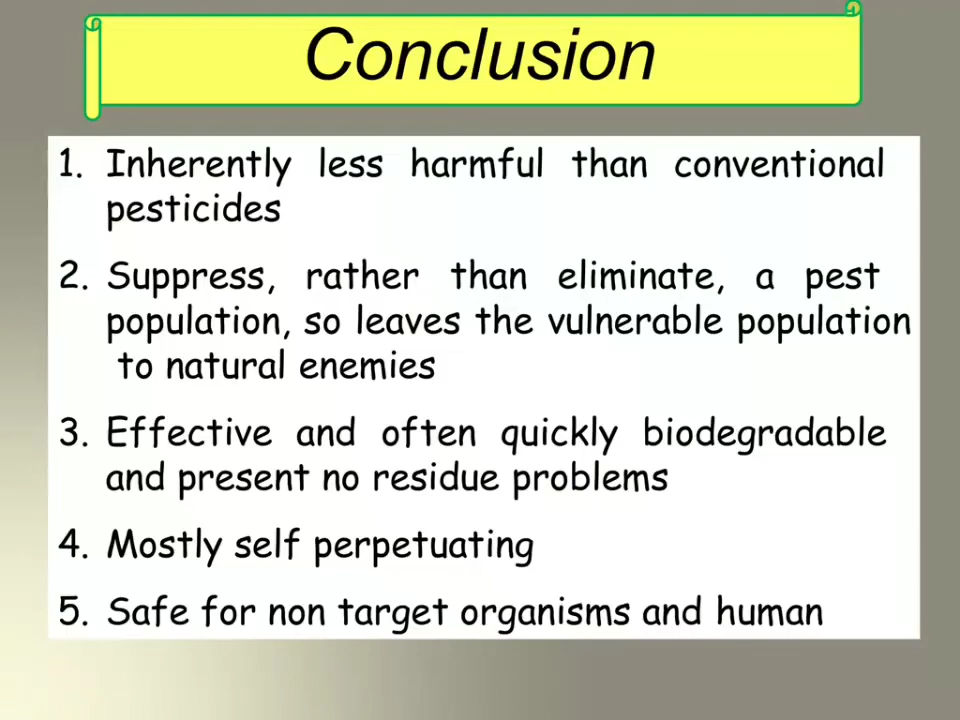 Conclusion
1. Inherently less harmful than conventional
pesticides
2. Suppress, rather than eliminate, a pest
population, so leaves the vulnerable population
to natural enemies
3. Effective and often quickly biodegradable
and present no residue problems
4. Mostly self perpetuating
5. Safe for non target organisms and human